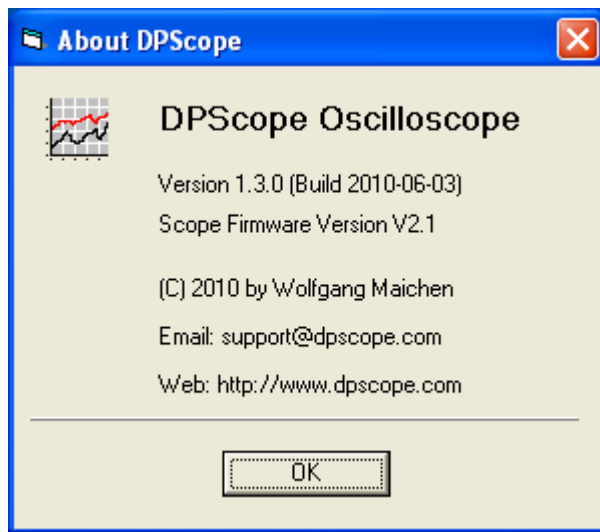 About DPScope
DPScope Oscilloscope
Version 1.3.0 (Build 2010-06-03)
Scope Firmware Version V2.1
(C) 2010 by Wolfgang Maichen
Email: support@dpscope.com
Web: http://www.dpscope.com
OK